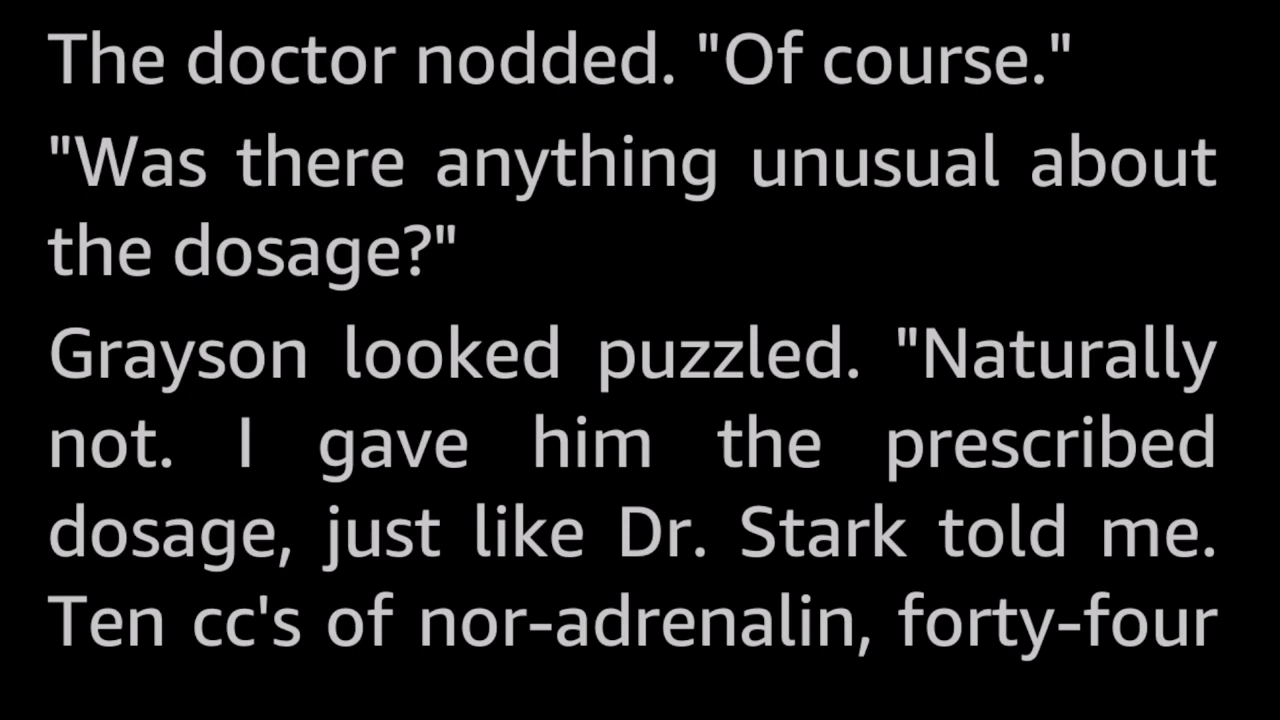 The doctor nodded. "Of course."
"Was there anything unusual about
the dosage?"
Grayson looked puzzled. "Naturally
not. I gave him the prescribed
dosage, just like Dr. Stark told me.
Ten cc's of nor-adrenalin, forty-four